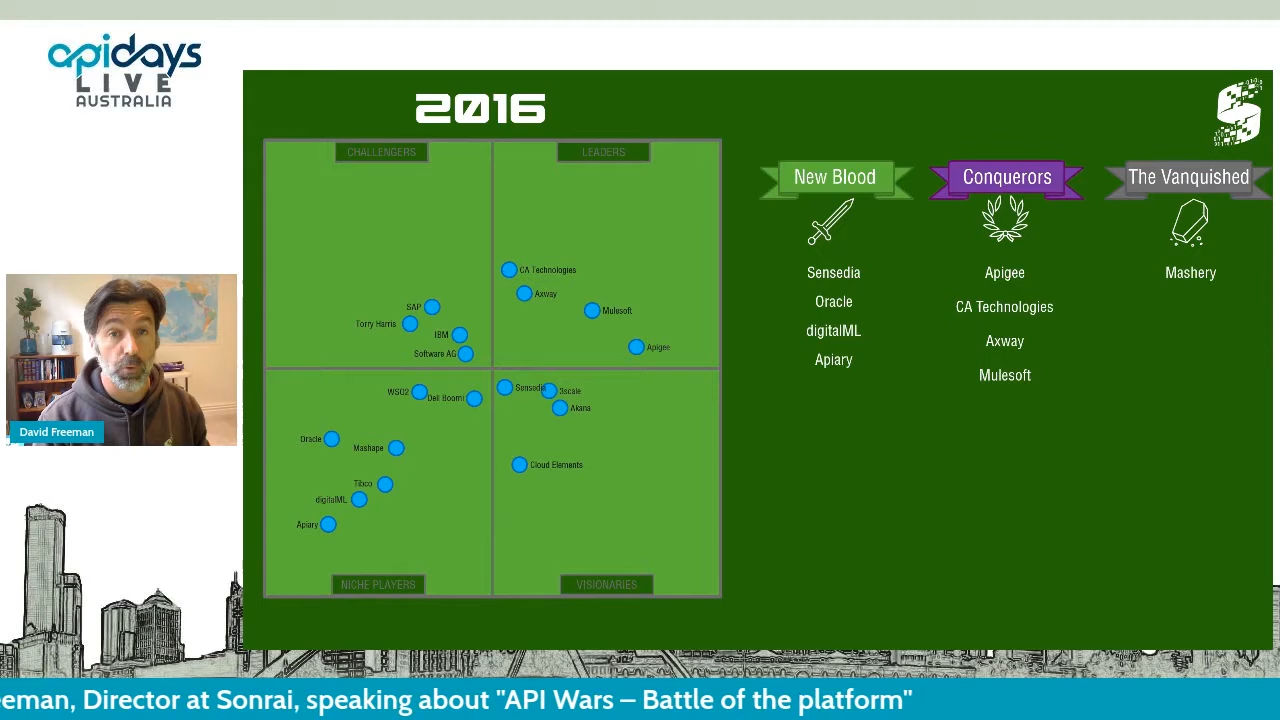 apidays
LIVE
AUSTRALIA
2016
CHALLENGERS
LEADERS
CA Technologies
Axway
Mulesoft
Apigee
SAP
Torry Harris
IBM
Software AG
WSO2
Dell Boomi
Sensedia
3scale
Akana
Oracle
Mashape
Cloud Elements
Tibco
digitalML
Apiary
NICHE PLAYERS
VISIONARIES
New Blood
Sensedia
Oracle
digitalML
Apiary
Conquerors
Apigee
CA Technologies
Axway
Mulesoft
The Vanquished
Mashery
David Freeman
eeman, Director at Sonrai, speaking about "API Wars – Battle of the platform"